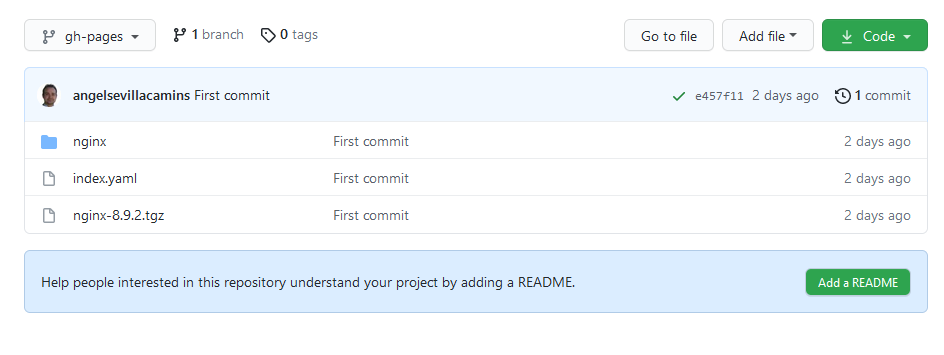 gh-pages 1 branch 0 tags Go to file Add file Code
angelsevillacamins First commit e457f11 2 days ago 1 commit
nginx First commit 2 days ago
index.yaml First commit 2 days ago
nginx-8.9.2.tgz First commit 2 days ago
Help people interested in this repository understand your project by adding a README. Add a README